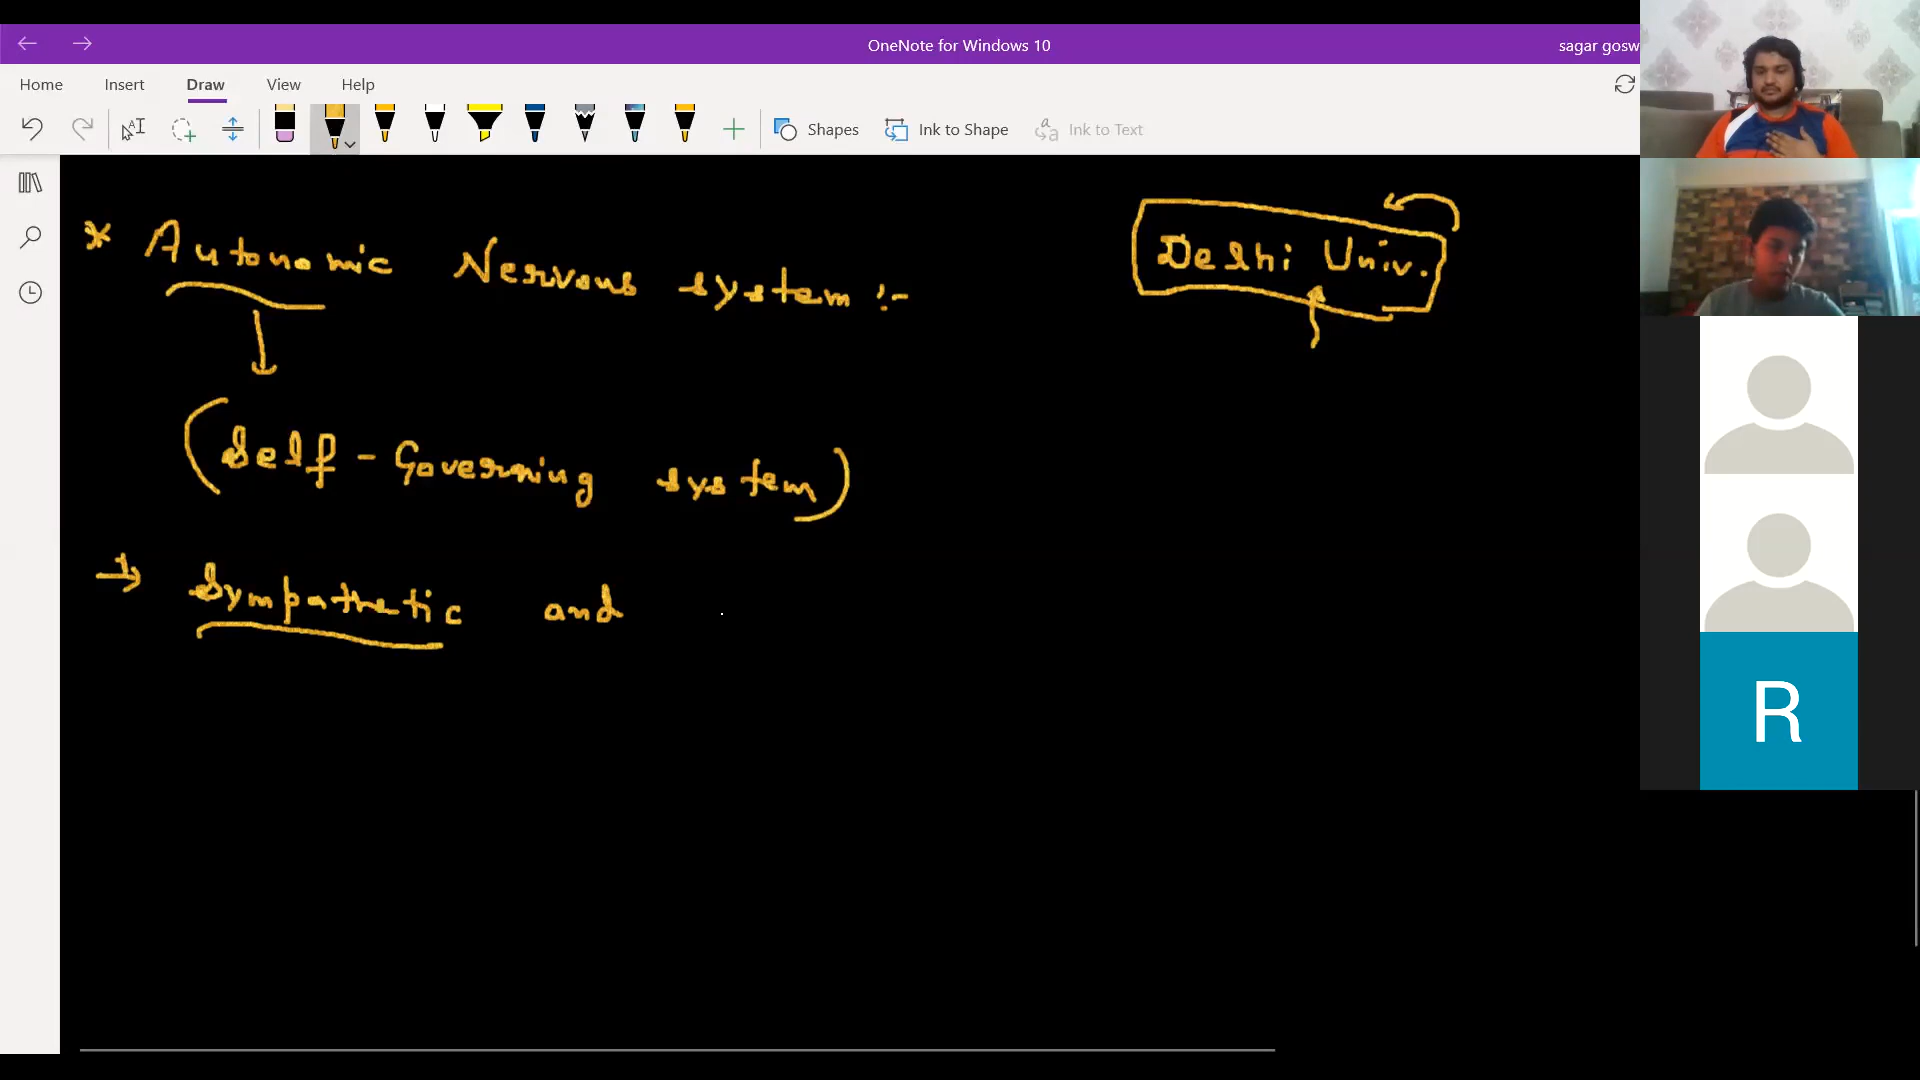 OneNote for Windows 10
sagar gosw
Home Insert Draw View Help
Shapes Ink to Shape Ink to Text
* Autonomic Nervous system :-
Delhi Univ.
(Self - Governing system)
→ Sympathetic and
R